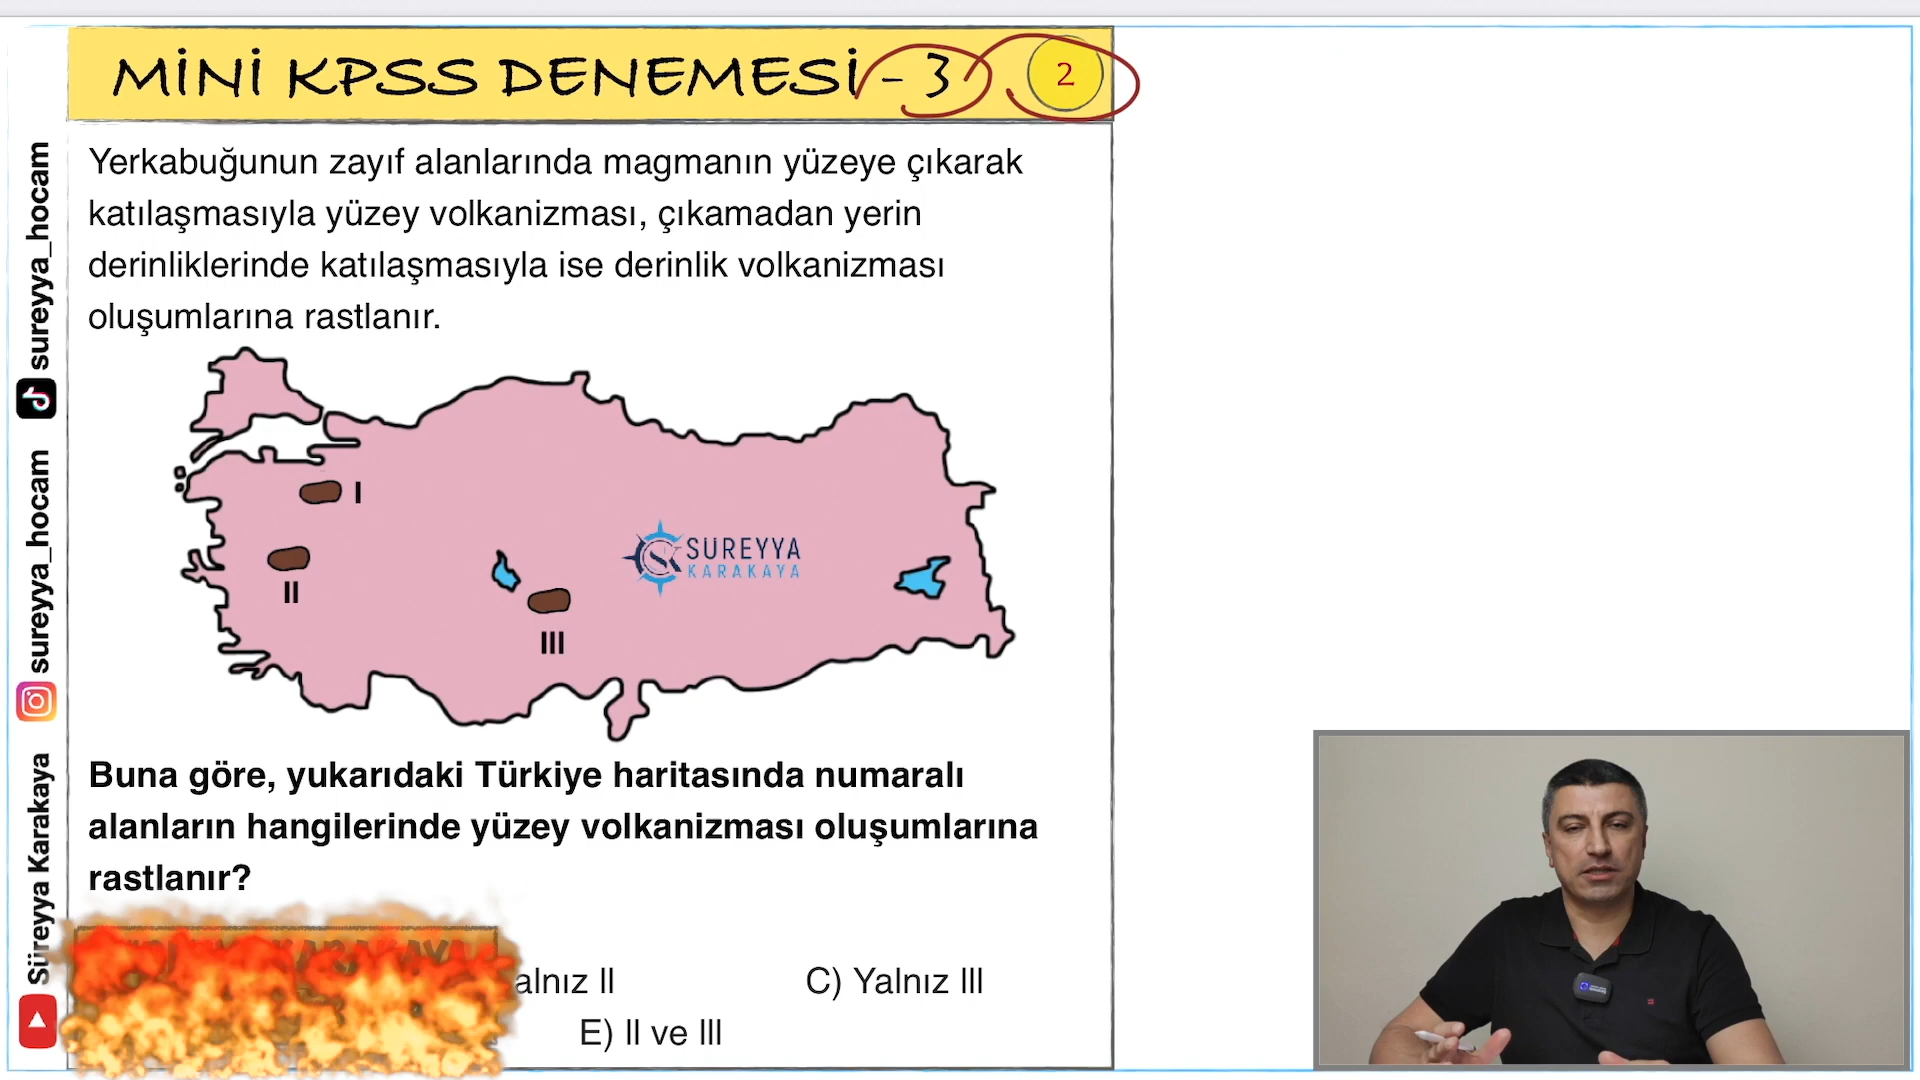 MİNİ KPSS DENEMESİ - 3
2
Yerkabuğunun zayıf alanlarında magmanın yüzeye çıkarak
katılaşmasıyla yüzey volkanizması, çıkamadan yerin
derinliklerinde katılaşmasıyla ise derinlik volkanizması
oluşumlarına rastlanır.
I
II
III
SUREYYA
KARAKAYA
Buna göre, yukarıdaki Türkiye haritasında numaralı
alanların hangilerinde yüzey volkanizması oluşumlarına
rastlanır?
alnız II
C) Yalnız III
E) II ve III
sureyya_hocam
sureyya_hocam
Süreyya Karakaya